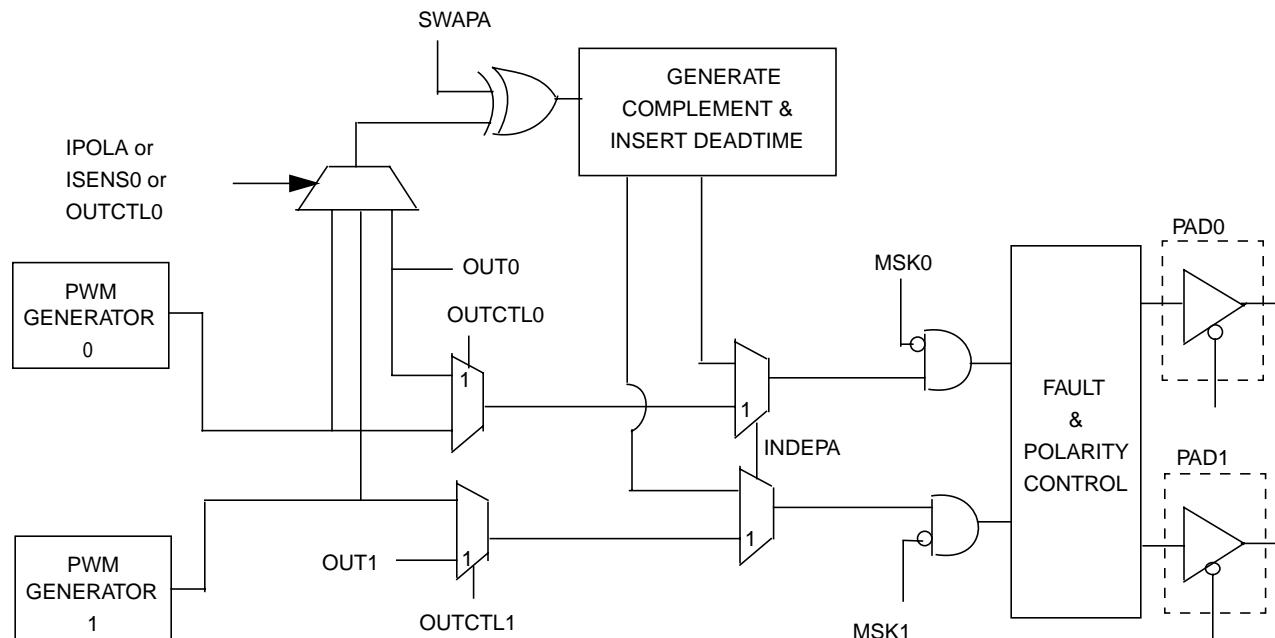 SWAPA
GENERATE
COMPLEMENT &
INSERT DEADTIME
IPOLA or
ISENS0 or
OUTCTL0
PAD0
MSK0
OUT0
PWM
GENERATOR
0
OUTCTL0
1
1
FAULT
&
POLARITY
CONTROL
INDEPA
PAD1
PWM
GENERATOR
1
OUT1
1
1
OUTCTL1
MSK1